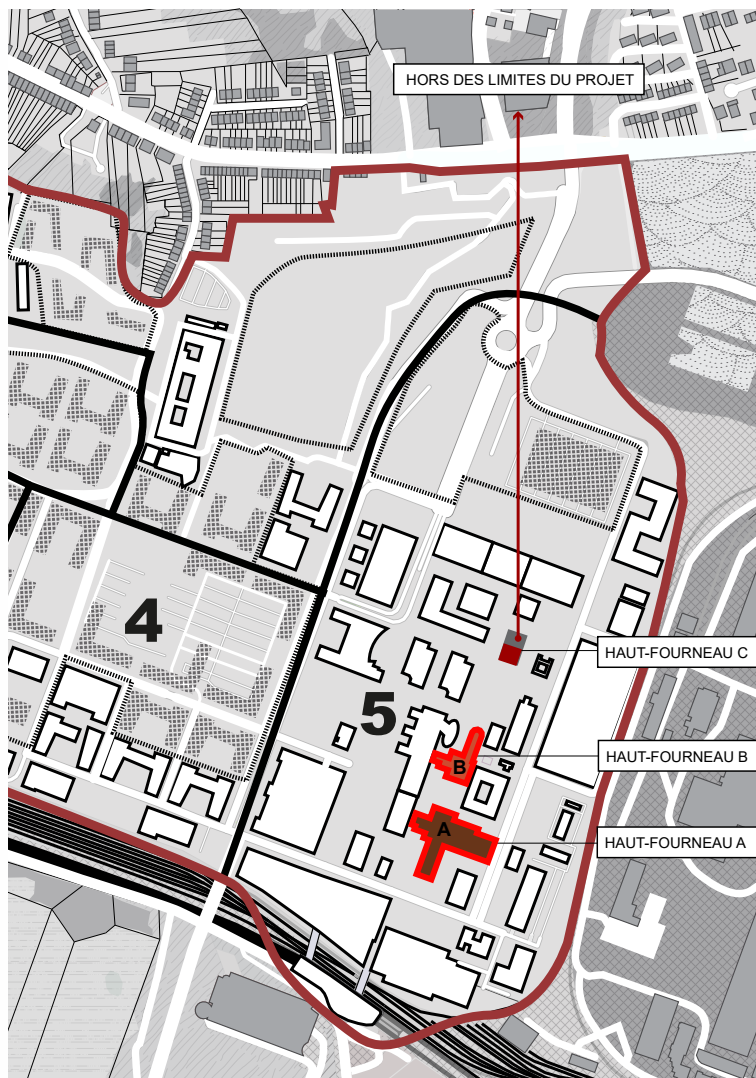 HORS DES LIMITES DU PROJET
4
HAUT-FOURNEAU C
5
HAUT-FOURNEAU B
B
A
HAUT-FOURNEAU A